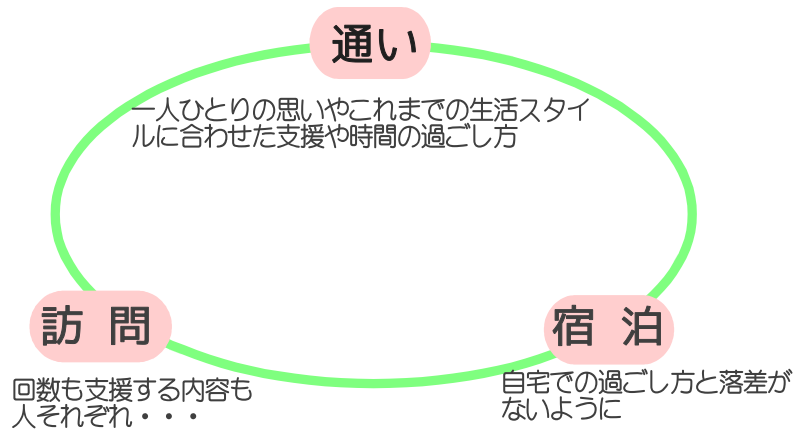 通い
一人ひとりの思いやこれまでの生活スタイ
ルに合わせた支援や時間の過ごし方
訪 問
宿 泊
回数も支援する内容も
人それぞれ・・・
自宅での過ごし方と落差が
ないように